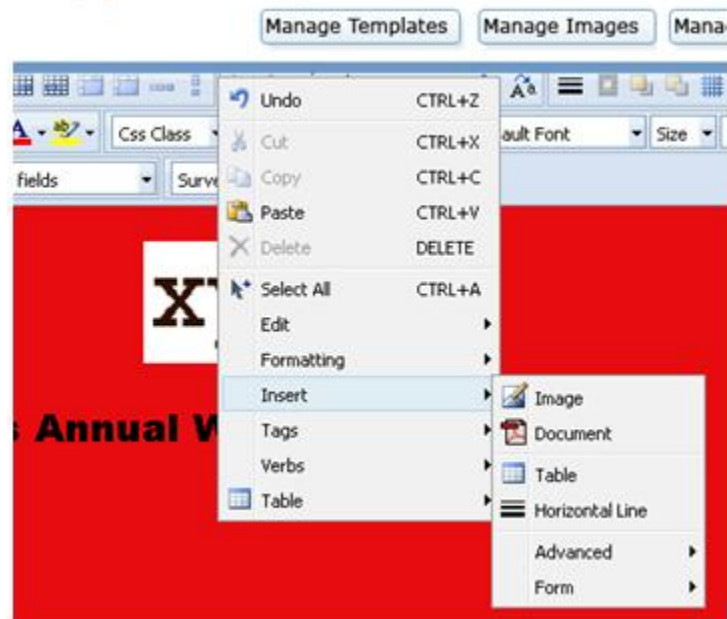 Manage Templates Manage Images Mana
Css Class ault Font Size
fields Surve
Undo CTRL+Z
Cut CTRL+X
Copy CTRL+C
Paste CTRL+V
Delete DELETE
Select All CTRL+A
Edit
Formatting
Insert
Tags
Verbs
Table
Image
Document
Table
Horizontal Line
Advanced
Form
XY
s Annual W